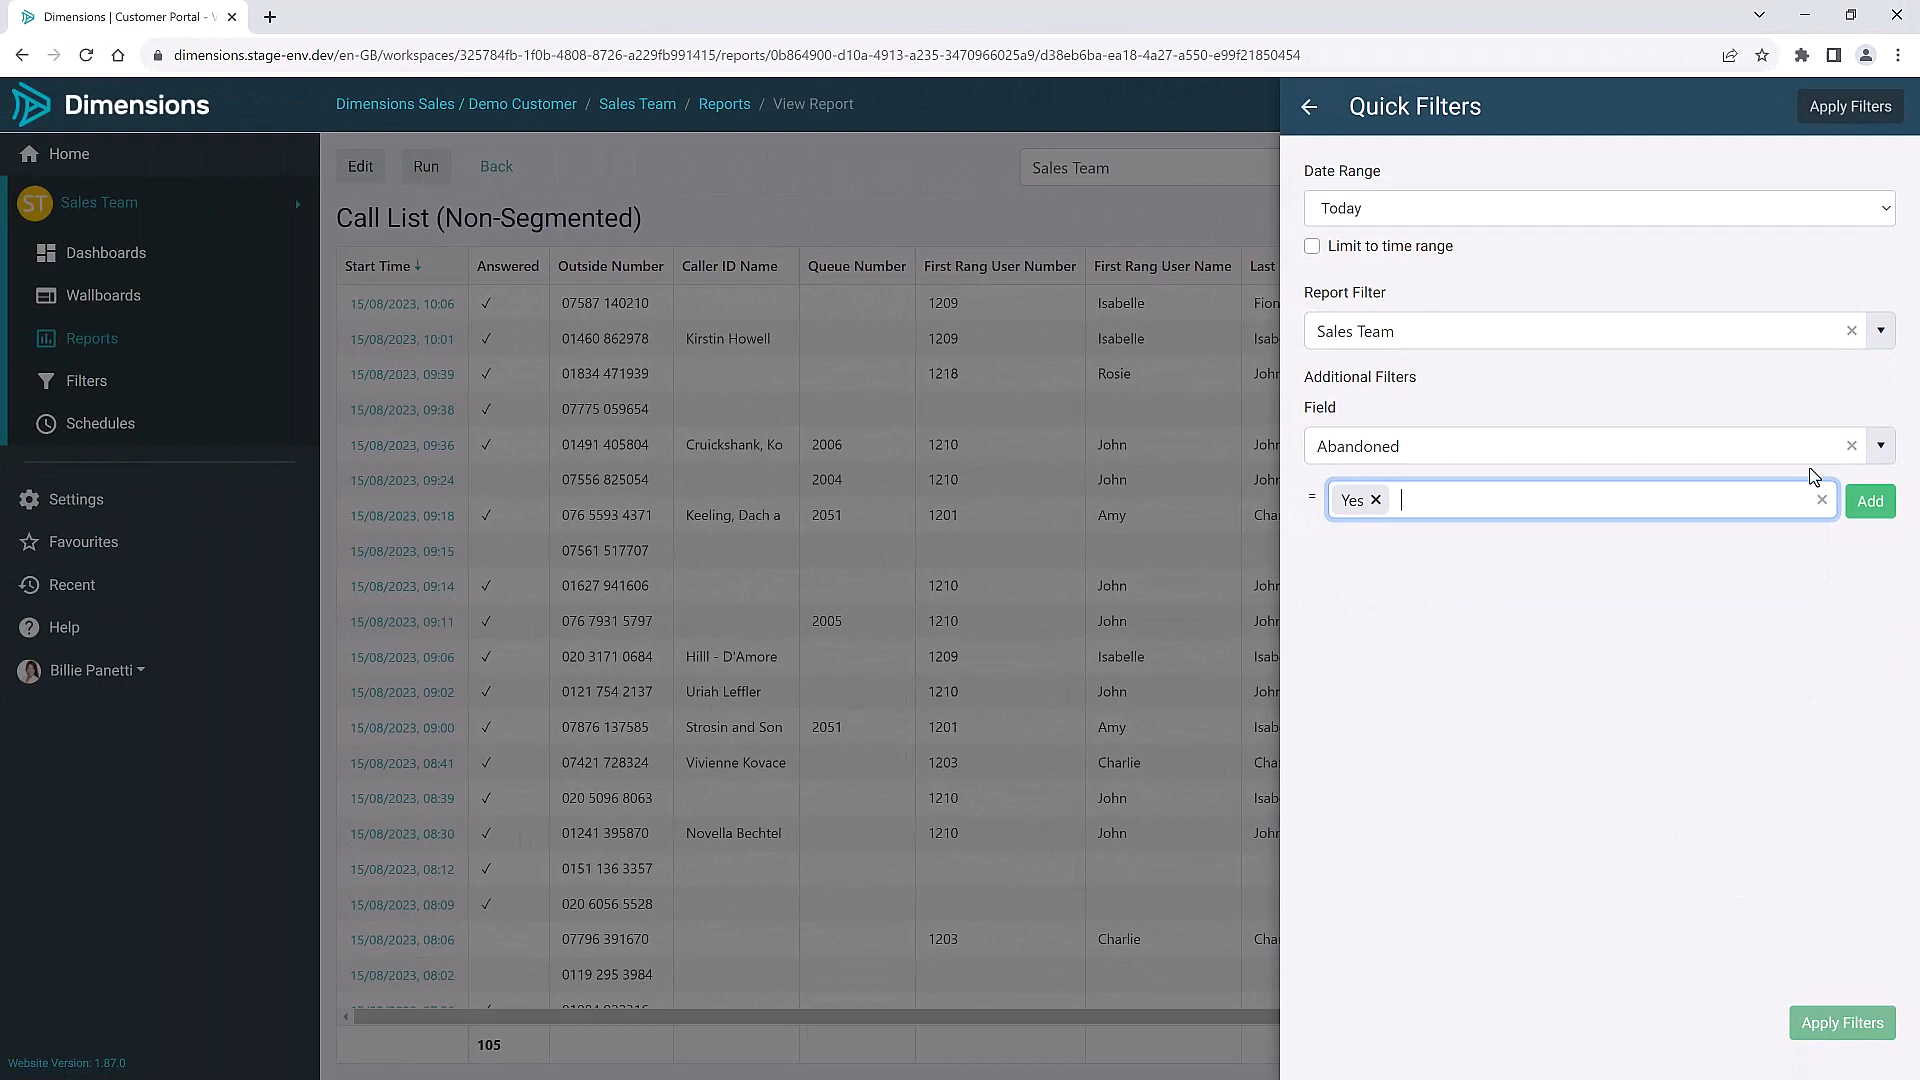 Dimensions | Customer Portal - V
dimensions.stage-env.dev/en-GB/workspaces/325784fb-1f0b-4808-8726-a229fb991415/reports/0b864900-d10a-4913-a235-3470966025a9/d38eb6ba-ea18-4a27-a550-e99f21850454
Dimensions
Dimensions Sales / Demo Customer / Sales Team / Reports / View Report
Quick Filters
Apply Filters
Home
ST Sales Team
Dashboards
Wallboards
Reports
Filters
Schedules
Settings
Favourites
Recent
Help
Billie Panetti
Website Version: 1.87.0
Edit Run Back Sales Team
Call List (Non-Segmented)
Start Time Answered Outside Number Caller ID Name Queue Number First Rang User Number First Rang User Name Last
15/08/2023, 10:06 ✓ 07587 140210 1209 Isabelle Fion
15/08/2023, 10:01 ✓ 01460 862978 Kirstin Howell 1209 Isabelle Isab
15/08/2023, 09:39 ✓ 01834 471939 1218 Rosie John
15/08/2023, 09:38 ✓ 07775 059654
15/08/2023, 09:36 ✓ 01491 405804 Cruickshank, Ko 2006 1210 John John
15/08/2023, 09:24 ✓ 07556 825054 2004 1210 John Isab
15/08/2023, 09:18 ✓ 076 5593 4371 Keeling, Dach a 2051 1201 Amy Cha
15/08/2023, 09:15 07561 517707
15/08/2023, 09:14 ✓ 01627 941606 1210 John John
15/08/2023, 09:11 ✓ 076 7931 5797 2005 1210 John John
15/08/2023, 09:06 ✓ 020 3171 0684 Hilll - D'Amore 1209 Isabelle Isab
15/08/2023, 09:02 ✓ 0121 754 2137 Uriah Leffler 1210 John John
15/08/2023, 09:00 ✓ 07876 137585 Strosin and Son 2051 1201 Amy Isab
15/08/2023, 08:41 ✓ 07421 728324 Vivienne Kovace 1203 Charlie Cha
15/08/2023, 08:39 ✓ 020 5096 8063 1210 John Isab
15/08/2023, 08:30 ✓ 01241 395870 Novella Bechtel 1210 John John
15/08/2023, 08:12 ✓ 0151 136 3357
15/08/2023, 08:09 ✓ 020 6056 5528
15/08/2023, 08:06 07796 391670 1203 Charlie Cha
15/08/2023, 08:02 0119 295 3984
105
Date Range
Today
Limit to time range
Report Filter
Sales Team
Additional Filters
Field
Abandoned
= Yes Add
Apply Filters